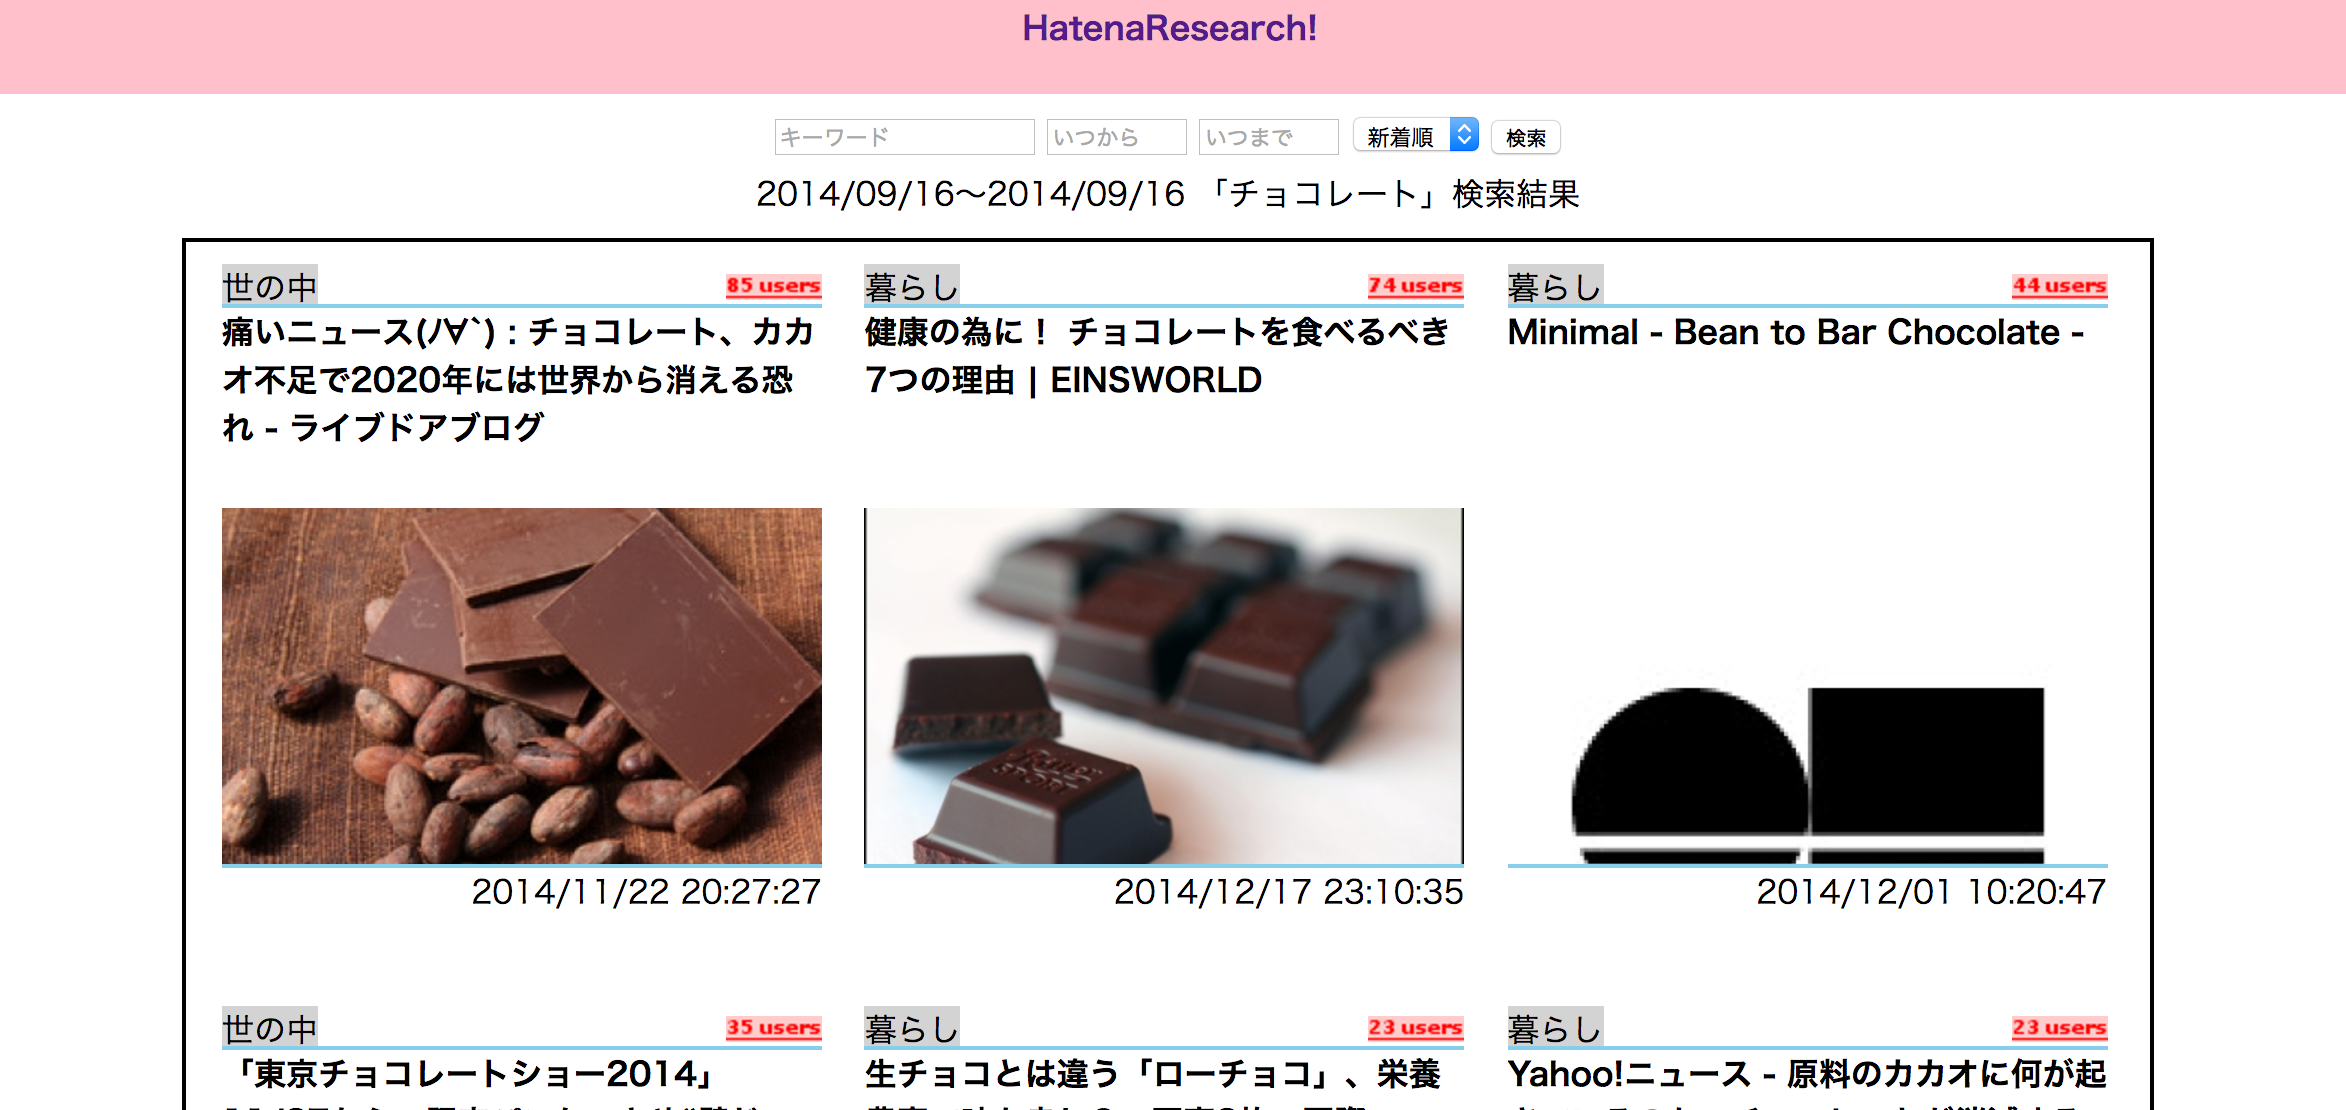 HatenaResearch!
キーワード いつから いつまで 新着順 検索
2014/09/16〜2014/09/16 「チョコレート」検索結果
世の中 85 users
痛いニュース(ﾉ∀`) : チョコレート、カカ
オ不足で2020年には世界から消える恐
れ - ライブドアブログ
2014/11/22 20:27:27
暮らし 74 users
健康の為に！ チョコレートを食べるべき
7つの理由 | EINSWORLD
2014/12/17 23:10:35
暮らし 44 users
Minimal - Bean to Bar Chocolate -
2014/12/01 10:20:47
世の中 35 users
「東京チョコレートショー2014」
暮らし 23 users
生チョコとは違う「ローチョコ」、栄養
暮らし 23 users
Yahoo!ニュース - 原料のカカオに何が起